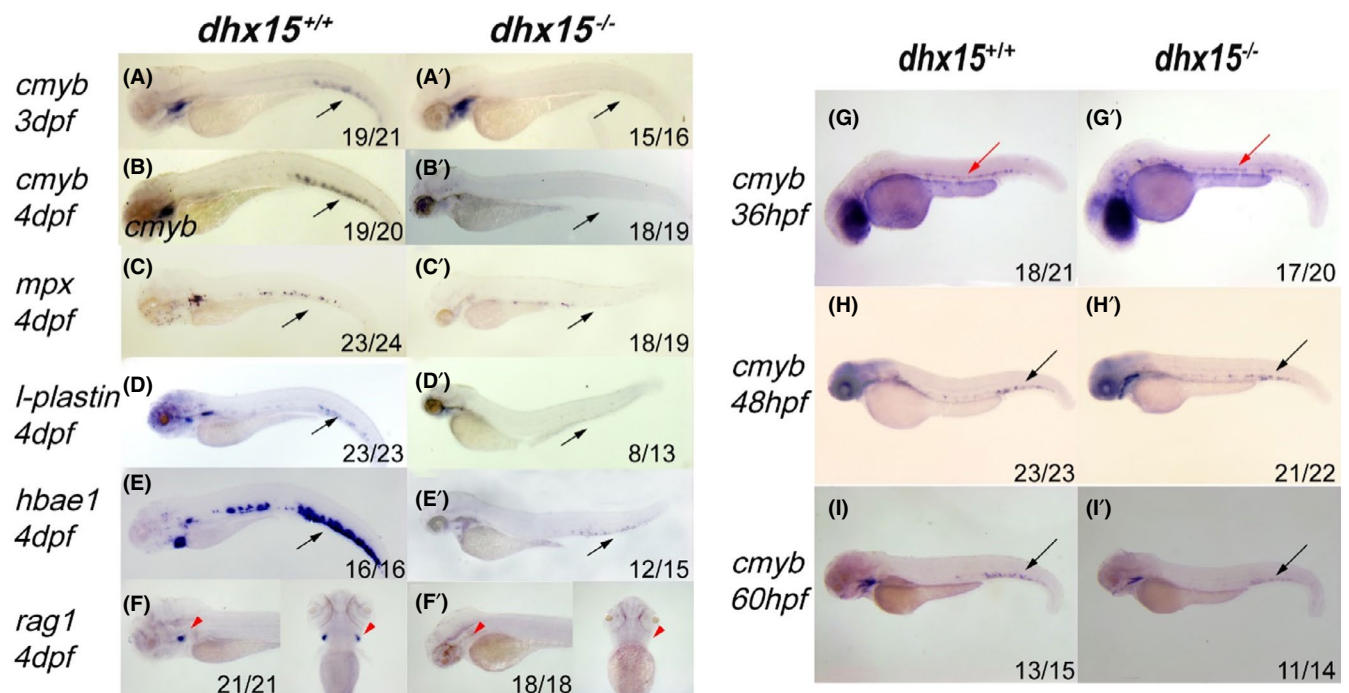 dhx15+/+ dhx15-/-
cmyb
3dpf
(A) 19/21
(A′) 15/16
cmyb
4dpf
(B) cmyb 19/20
(B′) 18/19
mpx
4dpf
(C) 23/24
(C′) 18/19
l-plastin
4dpf
(D) 23/23
(D′) 8/13
hbae1
4dpf
(E) 16/16
(E′) 12/15
rag1
4dpf
(F) 21/21
(F′) 18/18
dhx15+/+ dhx15-/-
cmyb
36hpf
(G) 18/21
(G′) 17/20
cmyb
48hpf
(H) 23/23
(H′) 21/22
cmyb
60hpf
(I) 13/15
(I′) 11/14